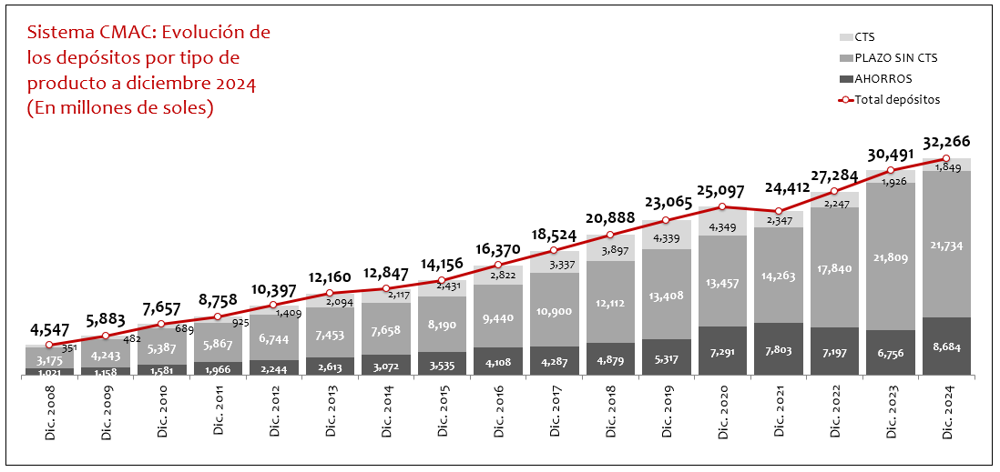 Sistema CMAC: Evolución de
los depósitos por tipo de
producto a diciembre 2024
(En millones de soles)
CTS
PLAZO SIN CTS
AHORROS
Total depósitos
4,547 5,883 7,657 8,758 10,397 12,160 12,847 14,156 16,370 18,524 20,888 23,065 25,097 24,412 27,284 30,491 32,266
351 482 689 925 1,409 2,094 2,117 2,431 2,822 3,337 3,897 4,339 4,349 2,347 2,247 1,926 1,849
3,175 4,243 5,387 5,867 6,744 7,453 7,658 8,190 9,440 10,900 12,112 13,408 13,457 14,263 17,840 21,809 21,734
1,021 1,158 1,581 1,966 2,244 2,613 3,072 3,535 4,108 4,287 4,879 5,317 7,291 7,803 7,197 6,756 8,684
Dic. 2008 Dic. 2009 Dic. 2010 Dic. 2011 Dic. 2012 Dic. 2013 Dic. 2014 Dic. 2015 Dic. 2016 Dic. 2017 Dic. 2018 Dic. 2019 Dic. 2020 Dic. 2021 Dic. 2022 Dic. 2023 Dic. 2024